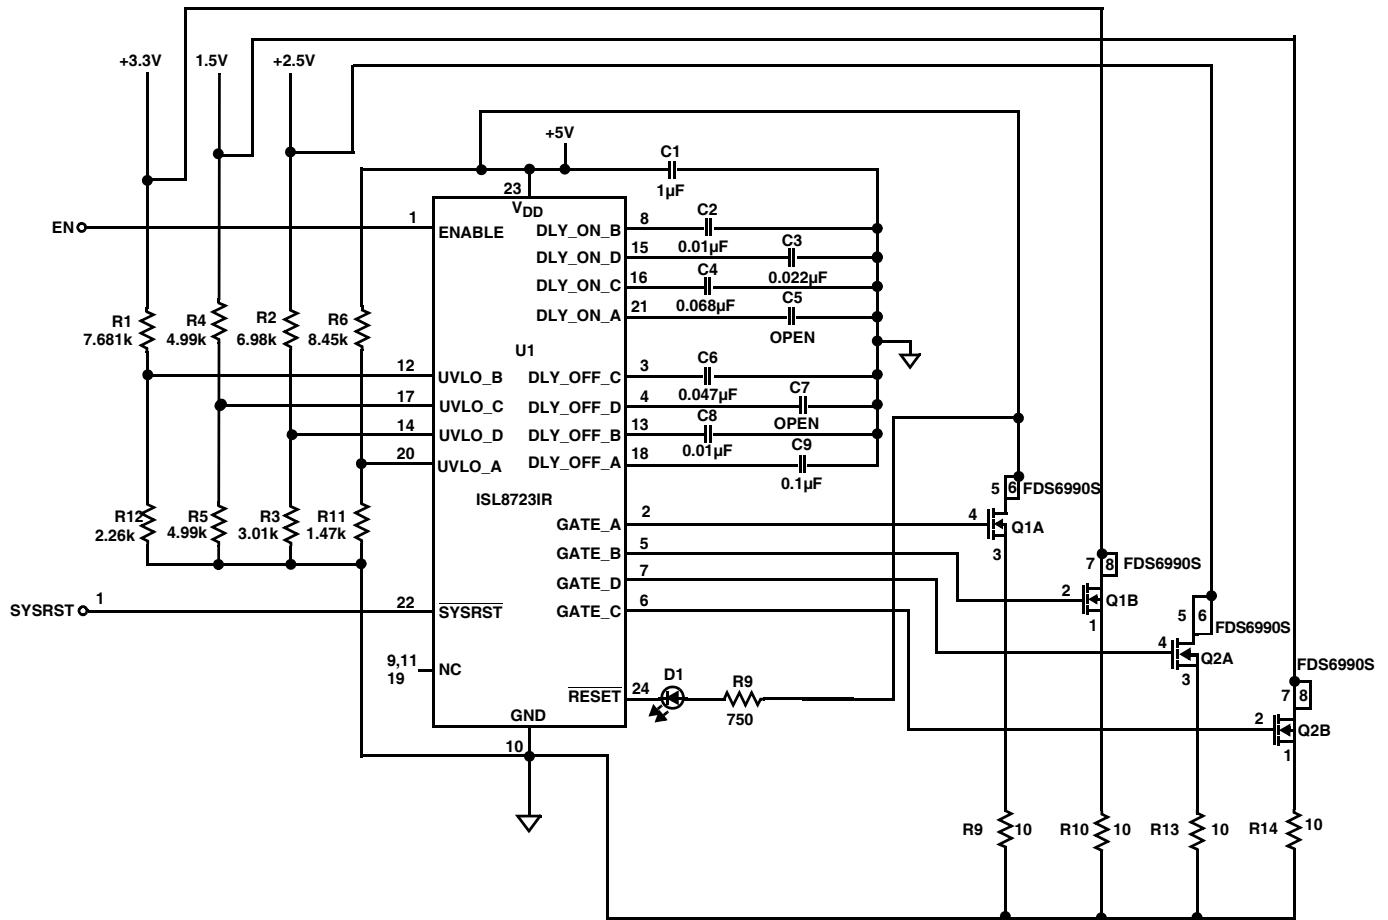 +3.3V
1.5V
+2.5V
+5V
C1
1µF
23
VDD
EN
1
ENABLE
DLY_ON_B
8
C2
0.01µF
DLY_ON_D
15
C3
0.022µF
DLY_ON_C
16
C4
0.068µF
DLY_ON_A
21
C5
OPEN
R1
7.681k
R4
4.99k
R2
6.98k
R6
8.45k
U1
12
UVLO_B
DLY_OFF_C
3
C6
0.047µF
17
UVLO_C
DLY_OFF_D
4
C7
OPEN
14
UVLO_D
DLY_OFF_B
13
C8
0.01µF
20
UVLO_A
DLY_OFF_A
18
C9
0.1µF
ISL8723IR
R12
2.26k
R5
4.99k
R3
3.01k
R11
1.47k
GATE_A
2
GATE_B
5
GATE_D
7
GATE_C
6
5
6
FDS6990S
4
Q1A
3
7
8
FDS6990S
2
Q1B
1
5
6
FDS6990S
4
Q2A
3
FDS6990S
7
8
2
Q2B
1
SYSRST
1
22
SYSRST
9,11
19
NC
RESET
24
D1
R9
750
GND
10
R9
10
R10
10
R13
10
R14
10